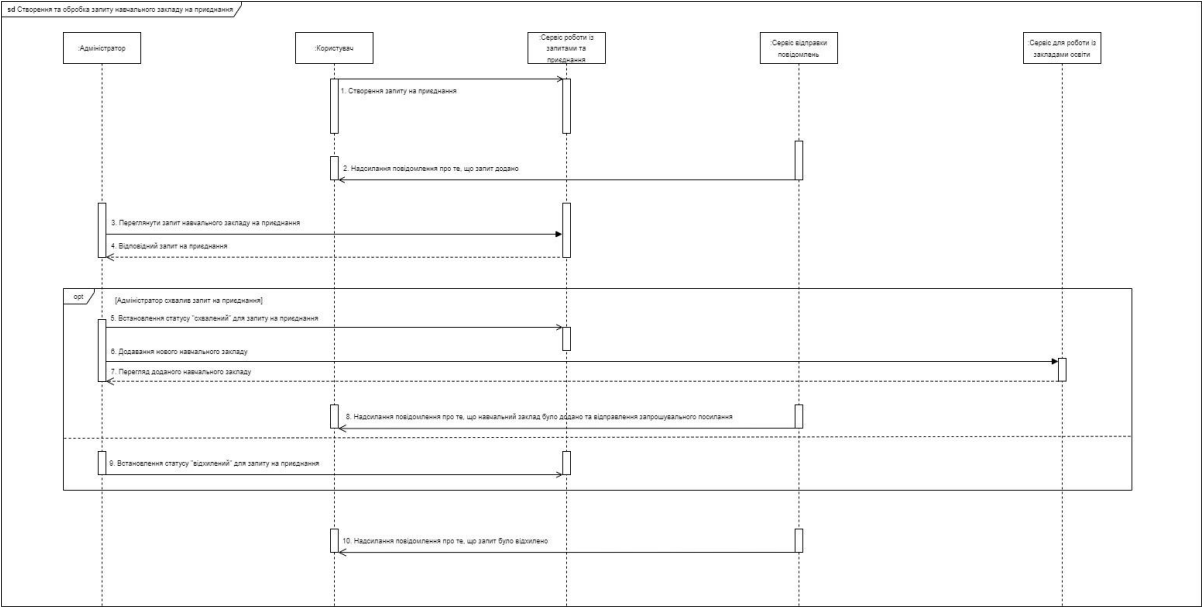 sd Створення та обробка запиту навчального закладу на приєднання
:Адміністратор
:Користувач
:Сервіс роботи із
запитами та
приєднання
:Сервіс відправки
повідомлень
:Сервіс для роботи із
закладами освіти
1. Створення запиту на приєднання
2. Надсилання повідомлення про те, що запит додано
3. Переглянути запит навчального закладу на приєднання
4. Відповідний запит на приєднання
opt
[Адміністратор схвалив запит на приєднання]
5. Встановлення статусу "схвалений" для запиту на приєднання
6. Додавання нового навчального закладу
7. Перегляд доданого навчального закладу
8. Надсилання повідомлення про те, що навчальний заклад було додано та відправлення запрошувального посилання
9. Встановлення статусу "відхилений" для запиту на приєднання
10. Надсилання повідомлення про те, що запит було відхилено